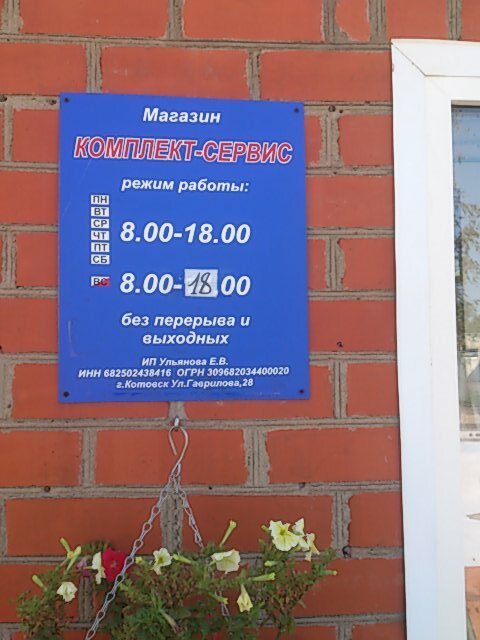 Магазин
КОМПЛЕКТ-СЕРВИС
режим работы:
ПН
ВТ
СР
ЧТ
ПТ
СБ
8.00-18.00
ВС 8.00-18.00
без перерыва и
выходных
ИП Ульянова Е.В.
ИНН 682502438416 ОГРН 309682034400020
г.Котовск Ул.Гаврилова,28